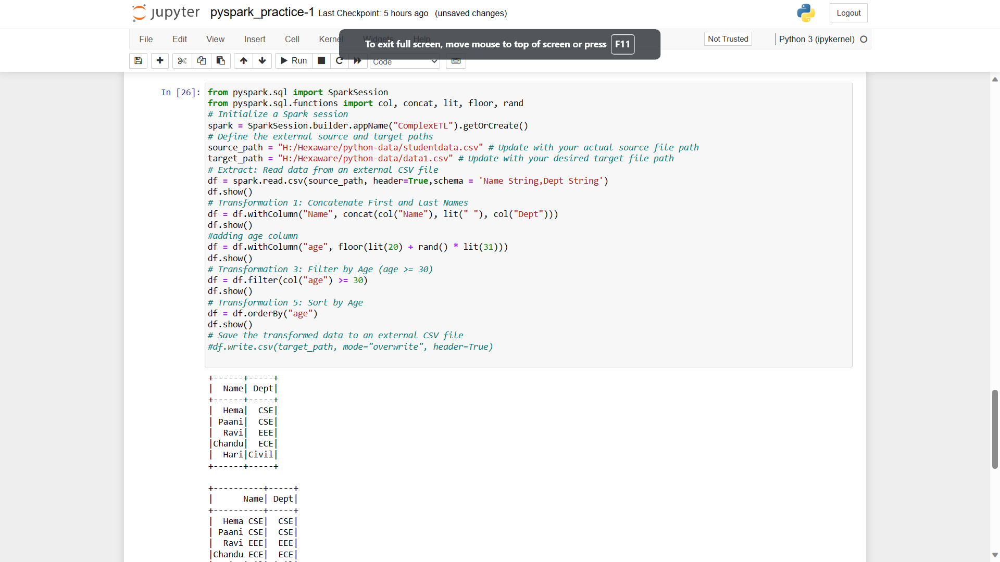 jupyter pyspark_practice-1 Last Checkpoint: 5 hours ago (unsaved changes)
Logout
File Edit View Insert Cell Kernel Widgets Help
Not Trusted
Python 3 (ipykernel)
To exit full screen, move mouse to top of screen or press F11
Run
Code
In [26]:
from pyspark.sql import SparkSession
from pyspark.sql.functions import col, concat, lit, floor, rand
# Initialize a Spark session
spark = SparkSession.builder.appName("ComplexETL").getOrCreate()
# Define the external source and target paths
source_path = "H:/Hexaware/python-data/studentdata.csv" # Update with your actual source file path
target_path = "H:/Hexaware/python-data/data1.csv" # Update with your desired target file path
# Extract: Read data from an external CSV file
df = spark.read.csv(source_path, header=True,schema = 'Name String,Dept String')
df.show()
# Transformation 1: Concatenate First and Last Names
df = df.withColumn("Name", concat(col("Name"), lit(" "), col("Dept")))
df.show()
#adding age column
df = df.withColumn("age", floor(lit(20) + rand() * lit(31)))
df.show()
# Transformation 3: Filter by Age (age >= 30)
df = df.filter(col("age") >= 30)
df.show()
# Transformation 5: Sort by Age
df = df.orderBy("age")
df.show()
# Save the transformed data to an external CSV file
#df.write.csv(target_path, mode="overwrite", header=True)
+------+-----+
|  Name| Dept|
+------+-----+
|  Hema|  CSE|
| Paani|  CSE|
|  Ravi|  EEE|
|Chandu|  ECE|
|  Hari|Civil|
+------+-----+
+----------+-----+
|      Name| Dept|
+----------+-----+
|  Hema CSE|  CSE|
| Paani CSE|  CSE|
|  Ravi EEE|  EEE|
|Chandu ECE|  ECE|